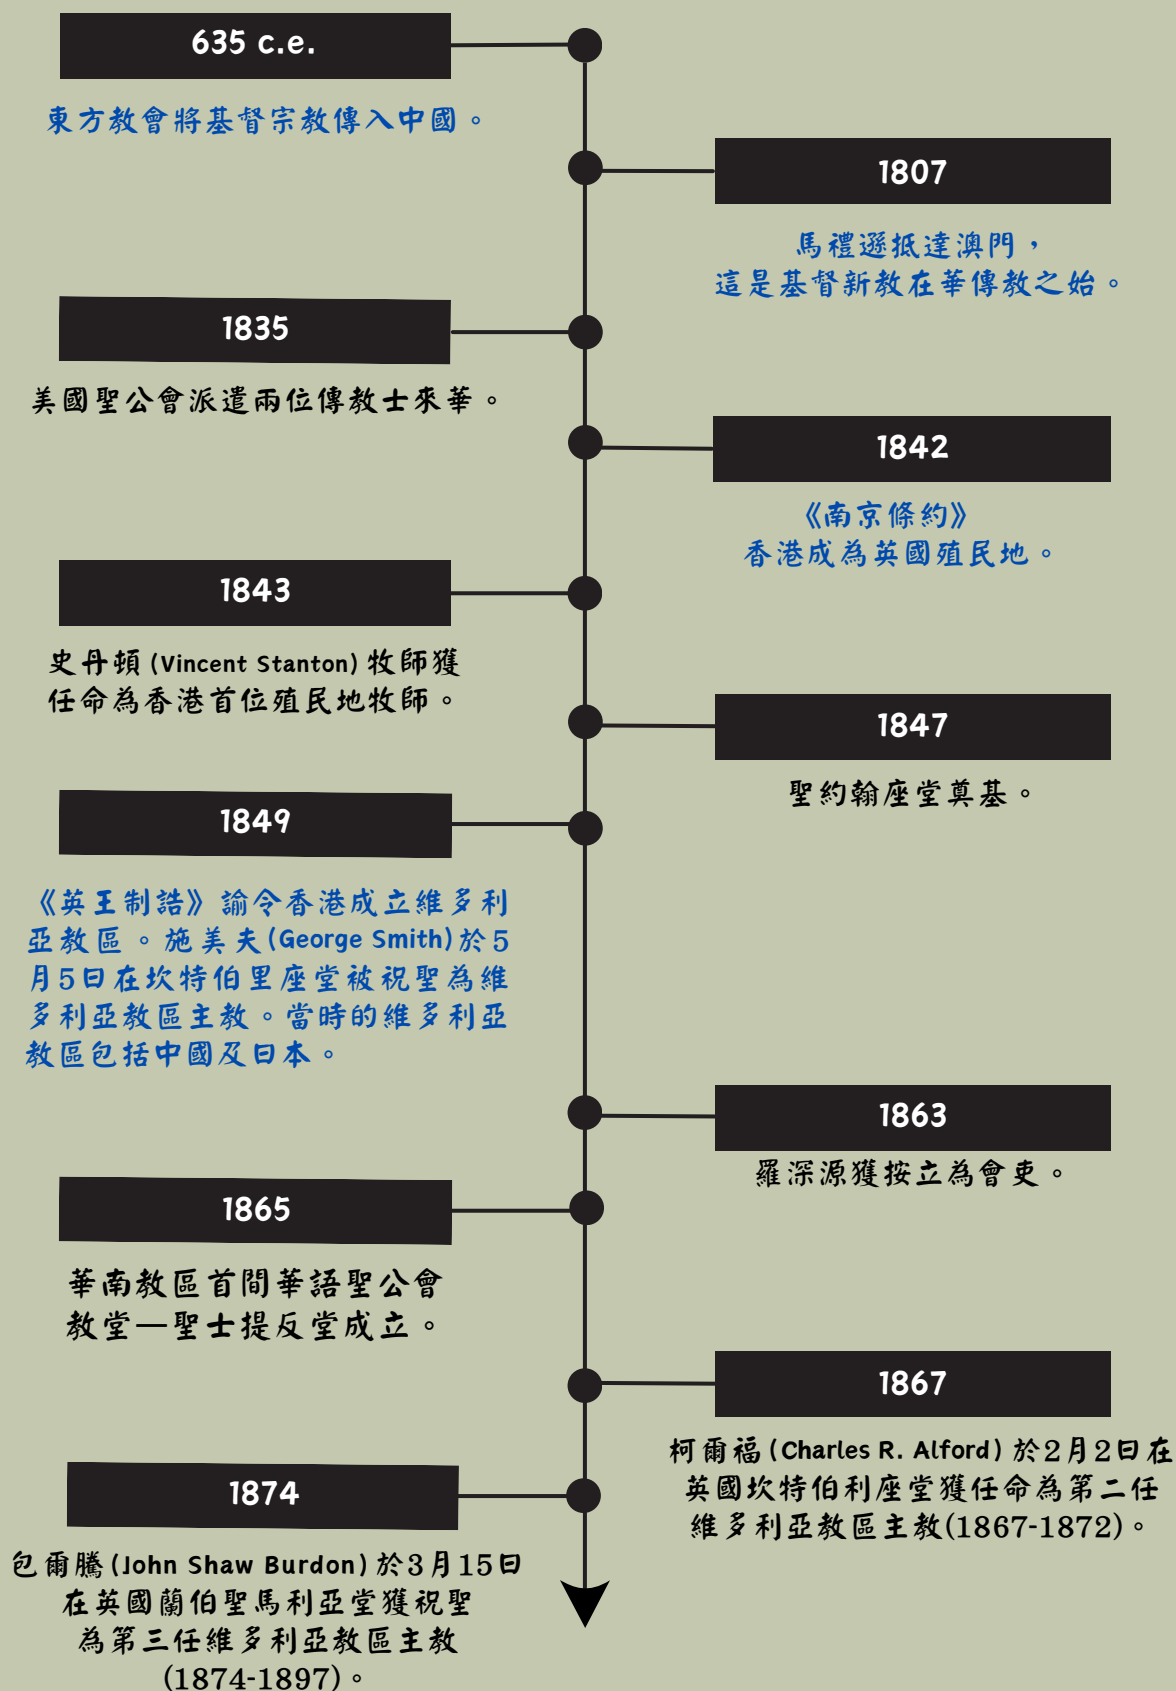 635 c.e.
東方教會將基督宗教傳入中國。
1807
馬禮遜抵達澳門，
這是基督新教在華傳教之始。
1835
美國聖公會派遣兩位傳教士來華。
1842
《南京條約》
香港成為英國殖民地。
1843
史丹頓(Vincent Stanton)牧師獲
任命為香港首位殖民地牧師。
1847
聖約翰座堂奠基。
1849
《英王制誥》諭令香港成立維多利
亞教區。施美夫(George Smith)於5
月5日在坎特伯里座堂被祝聖為維
多利亞教區主教。當時的維多利亞
教區包括中國及日本。
1863
羅深源獲按立為會吏。
1865
華南教區首間華語聖公會
教堂—聖士提反堂成立。
1867
柯爾福(Charles R. Alford)於2月2日在
英國坎特伯利座堂獲任命為第二任
維多利亞教區主教(1867-1872)。
1874
包爾騰(John Shaw Burdon)於3月15日
在英國蘭伯聖馬利亞堂獲祝聖
為第三任維多利亞教區主教
(1874-1897)。